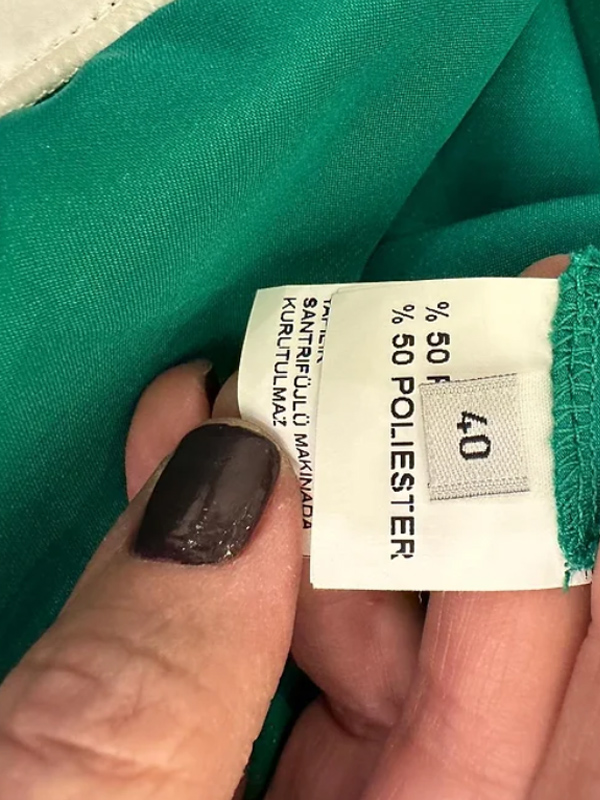 % 50
40
% 50 POLIESTER
SANTRIFÜJLÜ MAKINADA
KURUTULMAZ